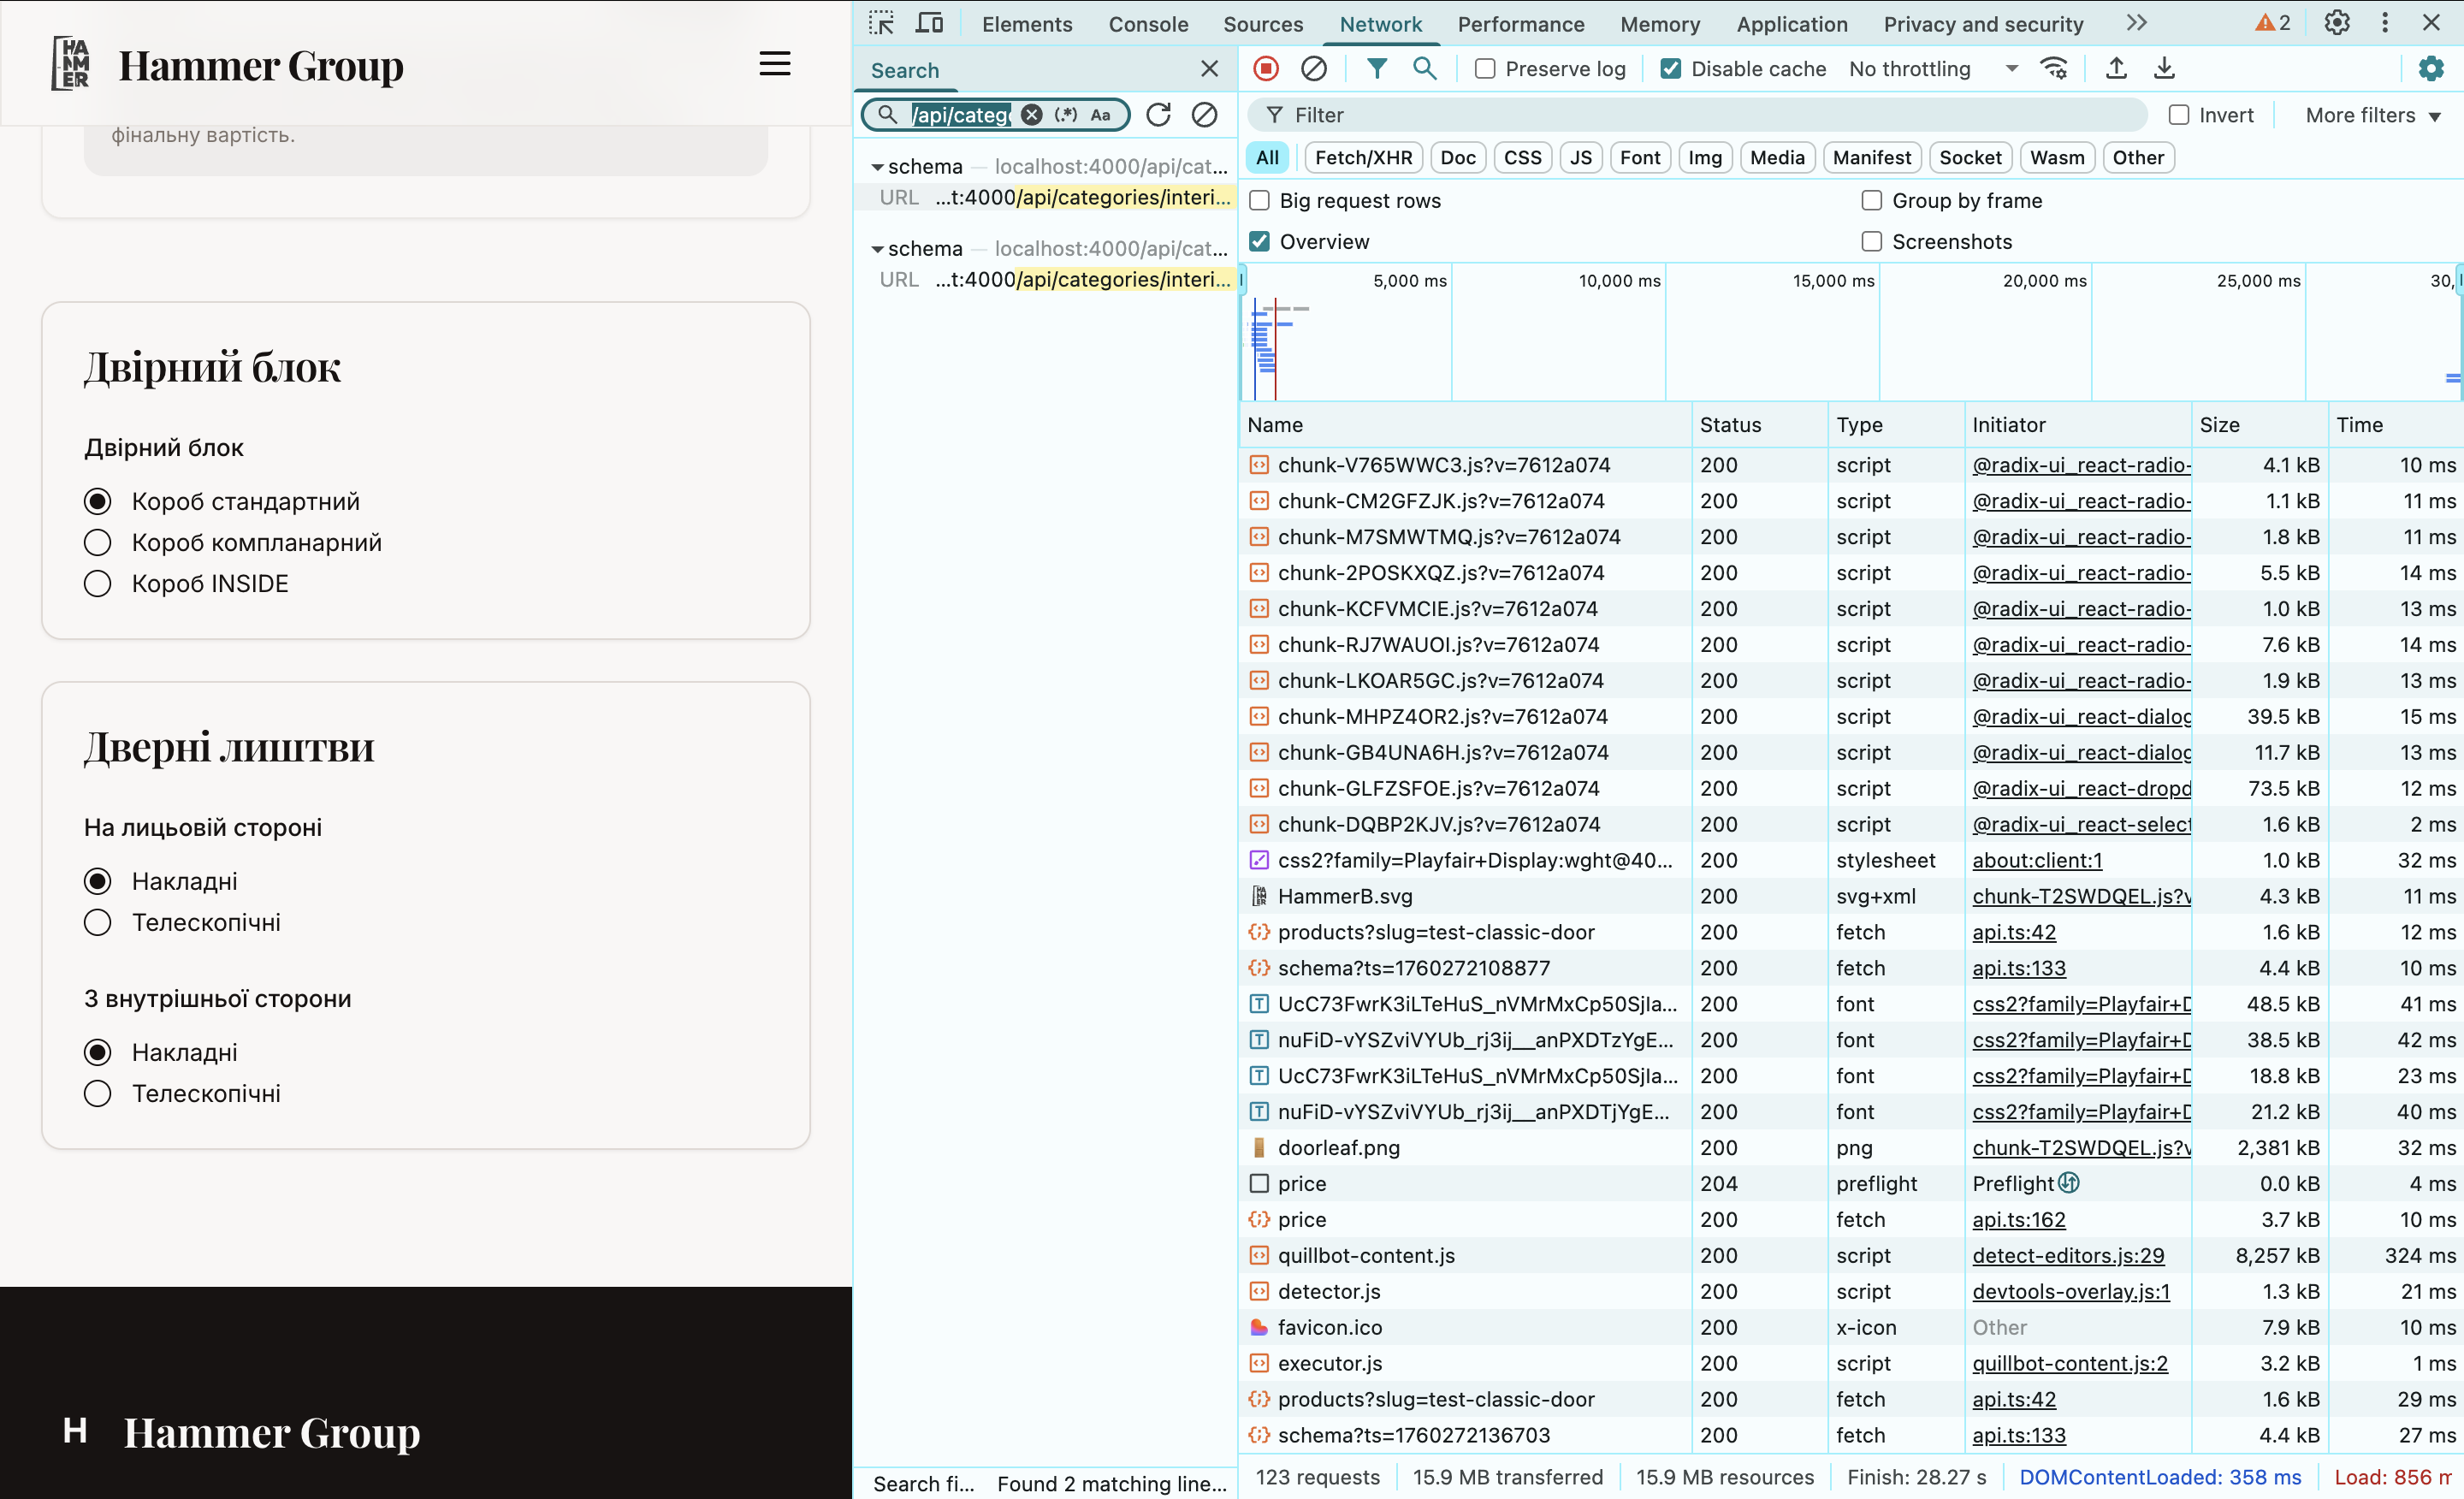 HA
MM
ER
Hammer Group
фінальну вартість.
Двірний блок
Двірний блок
Короб стандартний
Короб компланарний
Короб INSIDE
Дверні лиштви
На лицьовій стороні
Накладні
Телескопічні
З внутрішньої сторони
Накладні
Телескопічні
H Hammer Group
Elements Console Sources Network Performance Memory Application Privacy and security 2
Search
/api/categ (.*) Aa
schema — localhost:4000/api/cat...
URL ...t:4000/api/categories/interi...
schema — localhost:4000/api/cat...
URL ...t:4000/api/categories/interi...
Search fi... Found 2 matching line...
Preserve log Disable cache No throttling
Filter Invert More filters
All Fetch/XHR Doc CSS JS Font Img Media Manifest Socket Wasm Other
Big request rows Group by frame
Overview Screenshots
5,000 ms 10,000 ms 15,000 ms 20,000 ms 25,000 ms 30,
Name Status Type Initiator Size Time
chunk-V765WWC3.js?v=7612a074 200 script @radix-ui_react-radio- 4.1 kB 10 ms
chunk-CM2GFZJK.js?v=7612a074 200 script @radix-ui_react-radio- 1.1 kB 11 ms
chunk-M7SMWTMQ.js?v=7612a074 200 script @radix-ui_react-radio- 1.8 kB 11 ms
chunk-2POSKXQZ.js?v=7612a074 200 script @radix-ui_react-radio- 5.5 kB 14 ms
chunk-KCFVMCIE.js?v=7612a074 200 script @radix-ui_react-radio- 1.0 kB 13 ms
chunk-RJ7WAUOI.js?v=7612a074 200 script @radix-ui_react-radio- 7.6 kB 14 ms
chunk-LKOAR5GC.js?v=7612a074 200 script @radix-ui_react-radio- 1.9 kB 13 ms
chunk-MHPZ4OR2.js?v=7612a074 200 script @radix-ui_react-dialog 39.5 kB 15 ms
chunk-GB4UNA6H.js?v=7612a074 200 script @radix-ui_react-dialog 11.7 kB 13 ms
chunk-GLFZSFOE.js?v=7612a074 200 script @radix-ui_react-dropd 73.5 kB 12 ms
chunk-DQBP2KJV.js?v=7612a074 200 script @radix-ui_react-select 1.6 kB 2 ms
css2?family=Playfair+Display:wght@40... 200 stylesheet about:client:1 1.0 kB 32 ms
HammerB.svg 200 svg+xml chunk-T2SWDQEL.js?v 4.3 kB 11 ms
products?slug=test-classic-door 200 fetch api.ts:42 1.6 kB 12 ms
schema?ts=1760272108877 200 fetch api.ts:133 4.4 kB 10 ms
UcC73FwrK3iLTeHuS_nVMrMxCp50SjIa... 200 font css2?family=Playfair+D 48.5 kB 41 ms
nuFiD-vYSZviVYUb_rj3ij__anPXDTzYgE... 200 font css2?family=Playfair+D 38.5 kB 42 ms
UcC73FwrK3iLTeHuS_nVMrMxCp50SjIa... 200 font css2?family=Playfair+D 18.8 kB 23 ms
nuFiD-vYSZviVYUb_rj3ij__anPXDTjYgE... 200 font css2?family=Playfair+D 21.2 kB 40 ms
doorleaf.png 200 png chunk-T2SWDQEL.js?v 2,381 kB 32 ms
price 204 preflight Preflight 0.0 kB 4 ms
price 200 fetch api.ts:162 3.7 kB 10 ms
quillbot-content.js 200 script detect-editors.js:29 8,257 kB 324 ms
detector.js 200 script devtools-overlay.js:1 1.3 kB 21 ms
favicon.ico 200 x-icon Other 7.9 kB 10 ms
executor.js 200 script quillbot-content.js:2 3.2 kB 1 ms
products?slug=test-classic-door 200 fetch api.ts:42 1.6 kB 29 ms
schema?ts=1760272136703 200 fetch api.ts:133 4.4 kB 27 ms
123 requests 15.9 MB transferred 15.9 MB resources Finish: 28.27 s DOMContentLoaded: 358 ms Load: 856 m